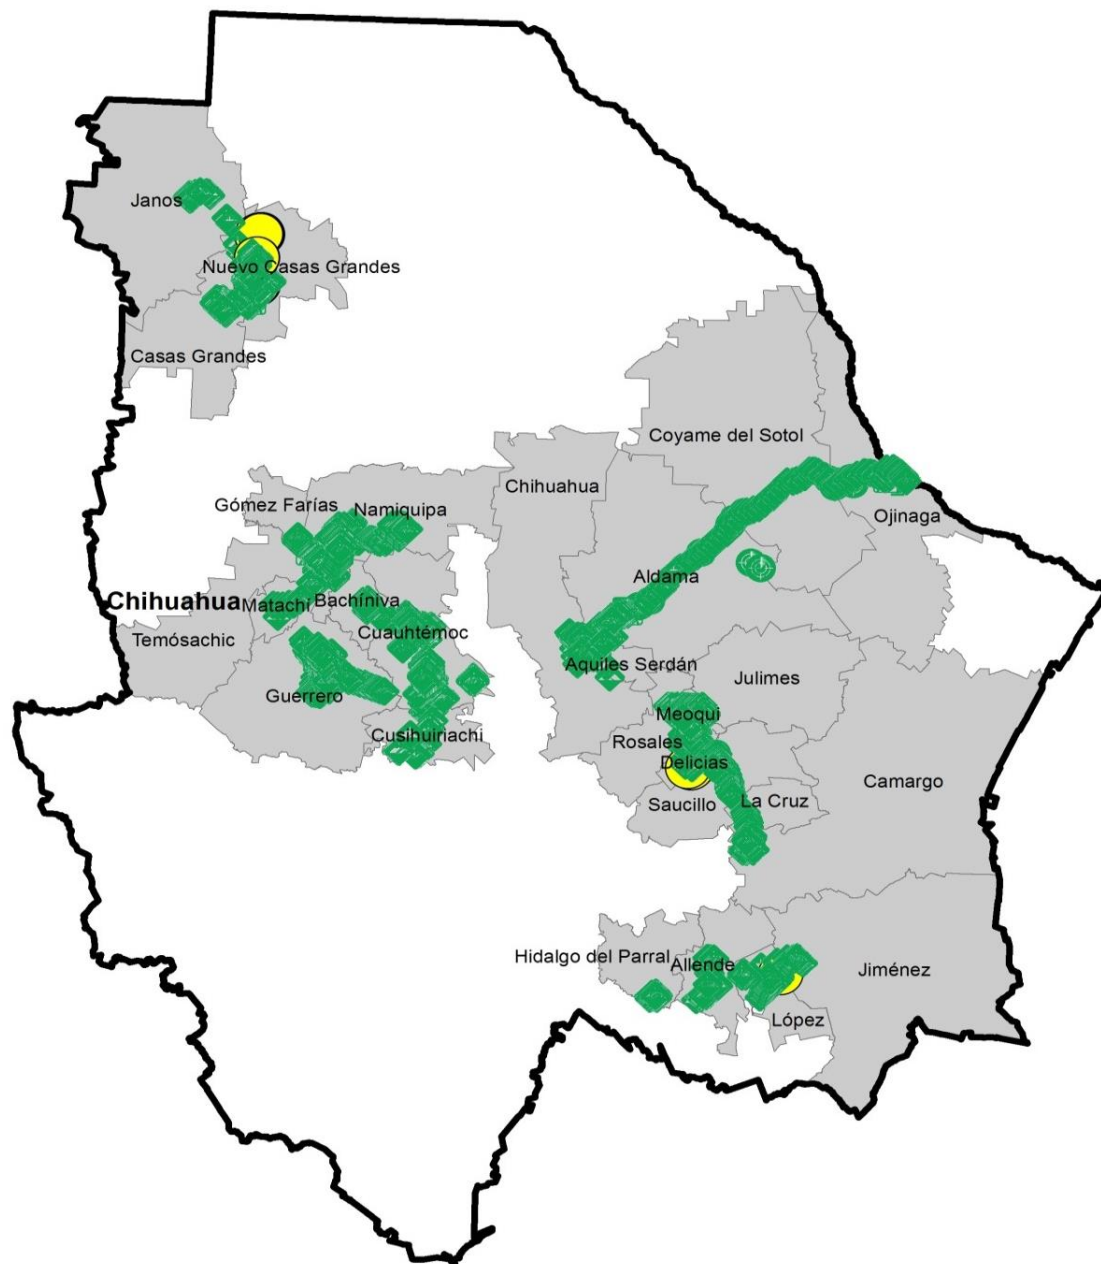 Janos
Nuevo Casas Grandes
Casas Grandes
Coyame del Sotol
Chihuahua
Gómez Farías
Namiquipa
Ojinaga
Aldama
Chihuahua
Matachí
Bachíniva
Temósachic
Cuauhtémoc
Aquiles Serdán
Julimes
Guerrero
Meoqui
Cusihuiriachi
Rosales
Delicias
Camargo
Saucillo
La Cruz
Hidalgo del Parral
Allende
Jiménez
López